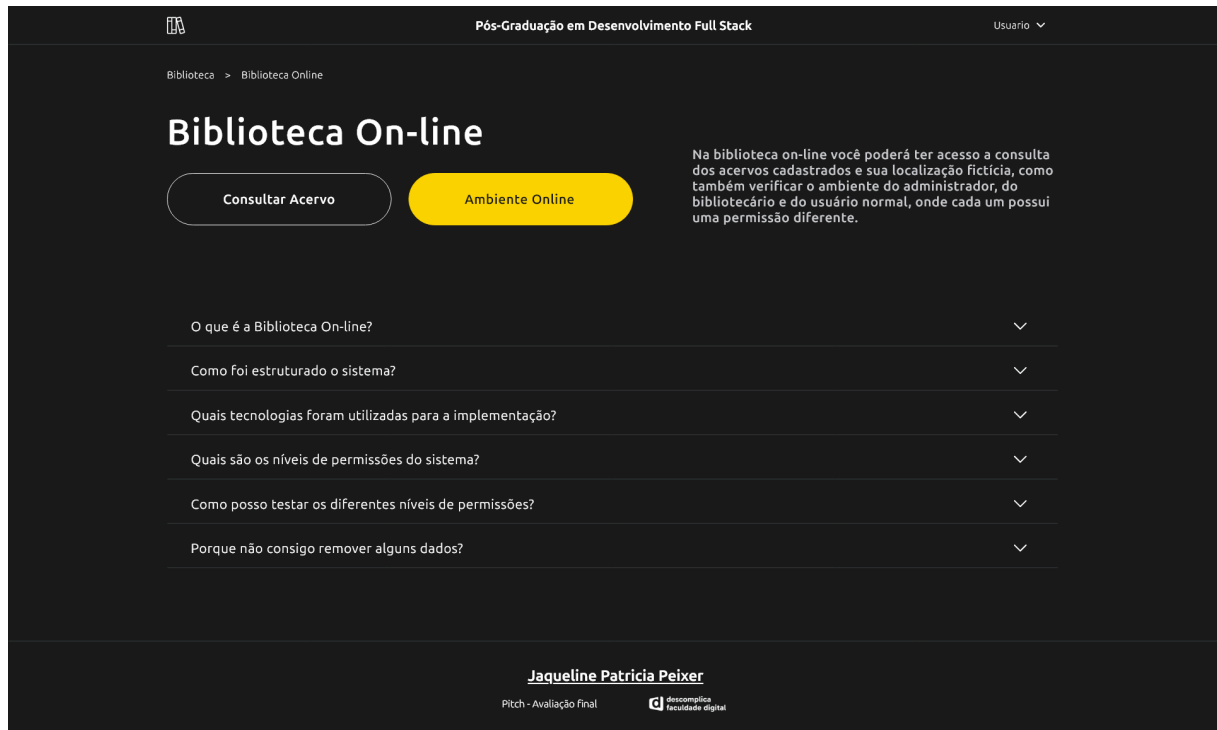 Pós-Graduação em Desenvolvimento Full Stack
Usuario
Biblioteca > Biblioteca Online
Biblioteca On-line
Consultar Acervo
Ambiente Online
Na biblioteca on-line você poderá ter acesso a consulta
dos acervos cadastrados e sua localização fictícia, como
também verificar o ambiente do administrador, do
bibliotecário e do usuário normal, onde cada um possui
uma permissão diferente.
O que é a Biblioteca On-line?
Como foi estruturado o sistema?
Quais tecnologias foram utilizadas para a implementação?
Quais são os níveis de permissões do sistema?
Como posso testar os diferentes níveis de permissões?
Porque não consigo remover alguns dados?
Jaqueline Patricia Peixer
Pitch - Avaliação final
descomplica
faculdade digital